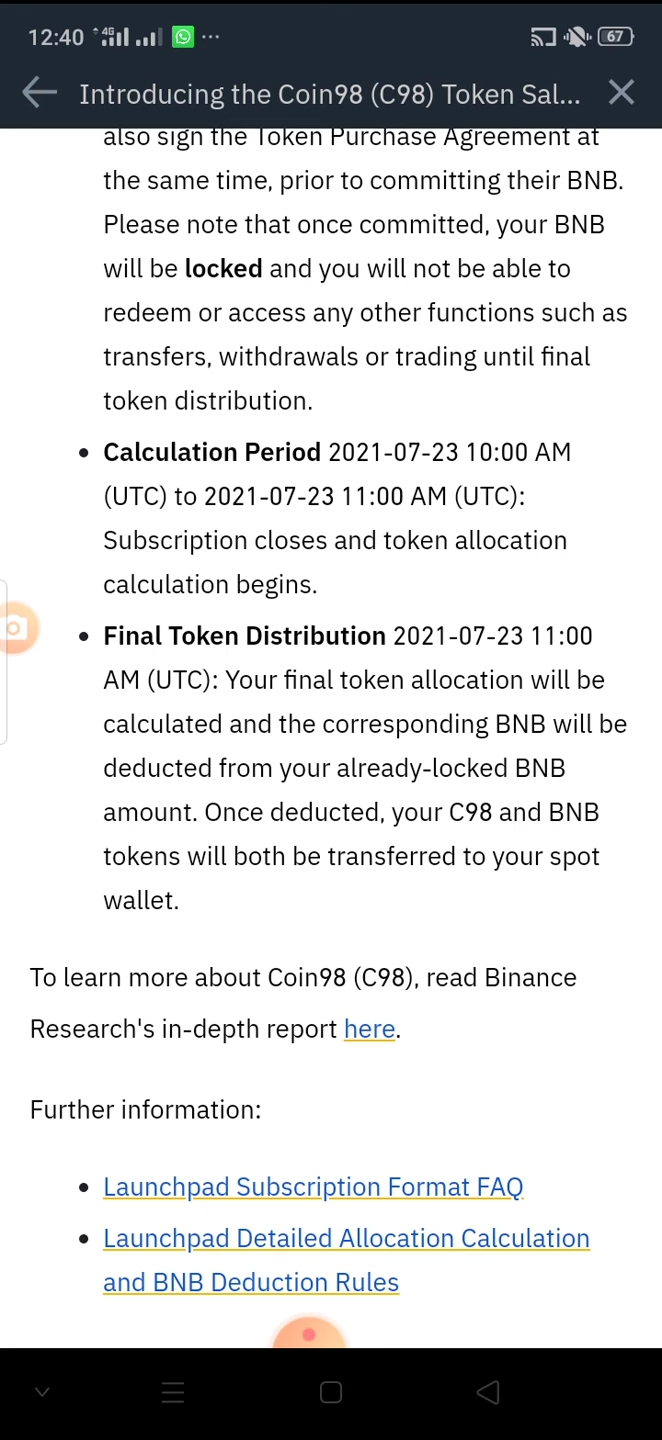 12:40 4G ...
67
Introducing the Coin98 (C98) Token Sal...
also sign the Token Purchase Agreement at
the same time, prior to committing their BNB.
Please note that once committed, your BNB
will be locked and you will not be able to
redeem or access any other functions such as
transfers, withdrawals or trading until final
token distribution.
• Calculation Period 2021-07-23 10:00 AM
(UTC) to 2021-07-23 11:00 AM (UTC):
Subscription closes and token allocation
calculation begins.
• Final Token Distribution 2021-07-23 11:00
AM (UTC): Your final token allocation will be
calculated and the corresponding BNB will be
deducted from your already-locked BNB
amount. Once deducted, your C98 and BNB
tokens will both be transferred to your spot
wallet.
To learn more about Coin98 (C98), read Binance
Research's in-depth report here.
Further information:
• Launchpad Subscription Format FAQ
• Launchpad Detailed Allocation Calculation
and BNB Deduction Rules